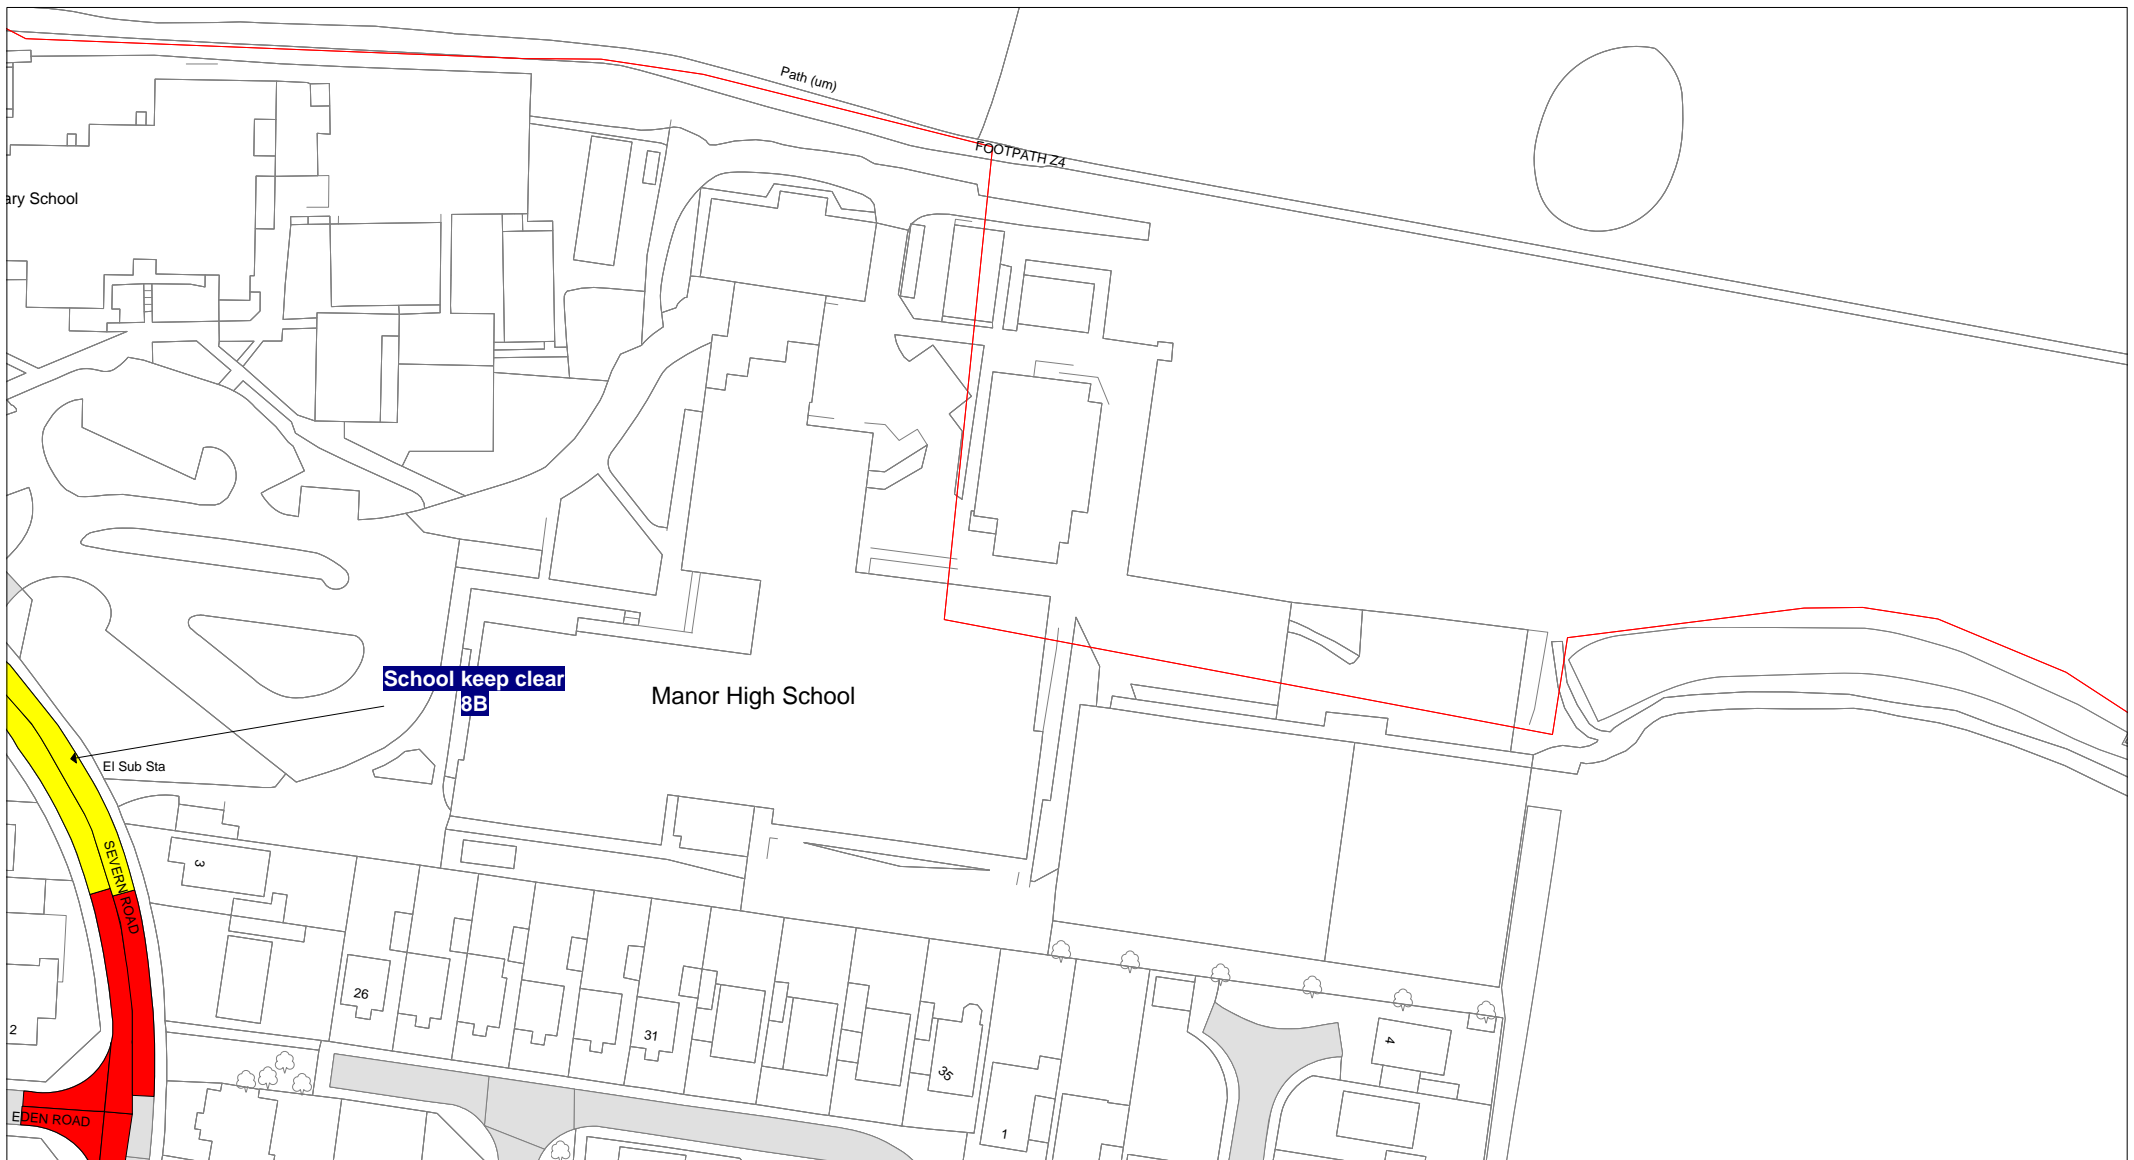 Path (um)
FOOTPATH Z4
ary School
School keep clear
8B
Manor High School
El Sub Sta
SEVERN ROAD
3
26
31
35
2
4
1
EDEN ROAD